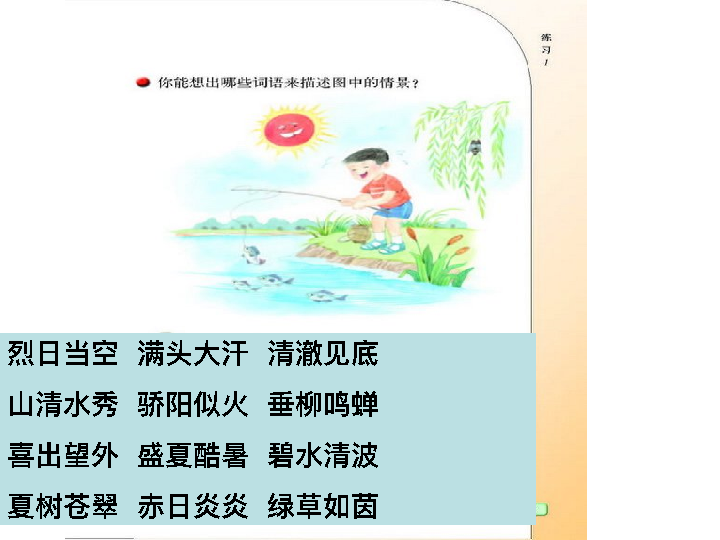 练习1
你能想出哪些词语来描述图中的情景?
烈日当空 满头大汗 清澈见底
山清水秀 骄阳似火 垂柳鸣蝉
喜出望外 盛夏酷暑 碧水清波
夏树苍翠 赤日炎炎 绿草如茵